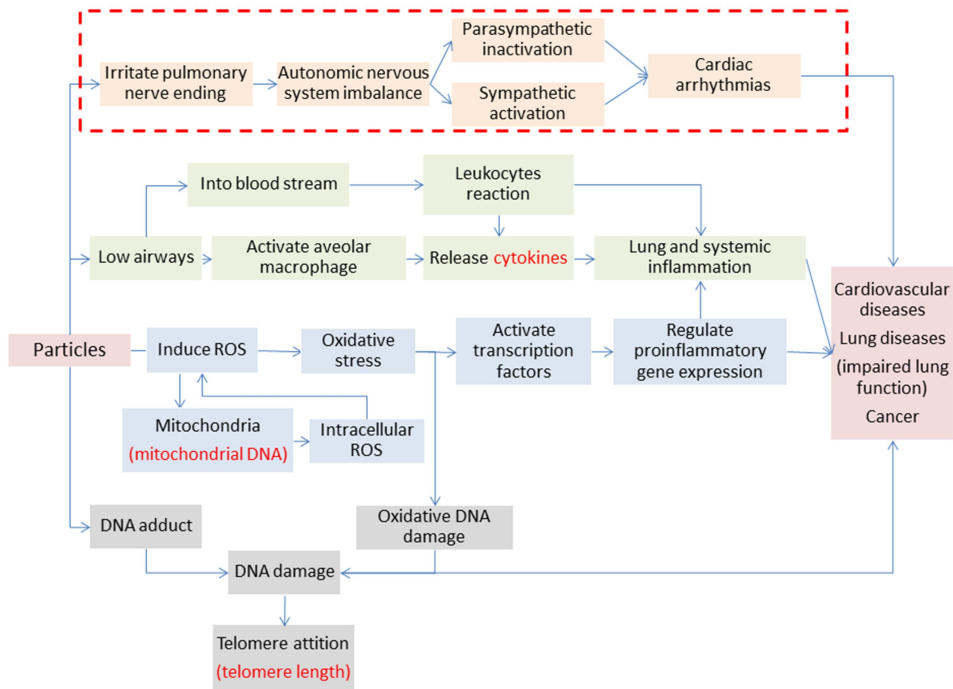 Parasympathetic
inactivation
Irritate pulmonary
nerve ending
Autonomic nervous
system imbalance
Cardiac
arrhythmias
Sympathetic
activation
Into blood stream
Leukocytes
reaction
Low airways
Activate aveolar
macrophage
Release cytokines
Lung and systemic
inflammation
Particles
Induce ROS
Oxidative
stress
Activate
transcription
factors
Regulate
proinflammatory
gene expression
Cardiovascular
diseases
Lung diseases
(impaired lung
function)
Cancer
Mitochondria
(mitochondrial DNA)
Intracellular
ROS
DNA adduct
Oxidative DNA
damage
DNA damage
Telomere attition
(telomere length)